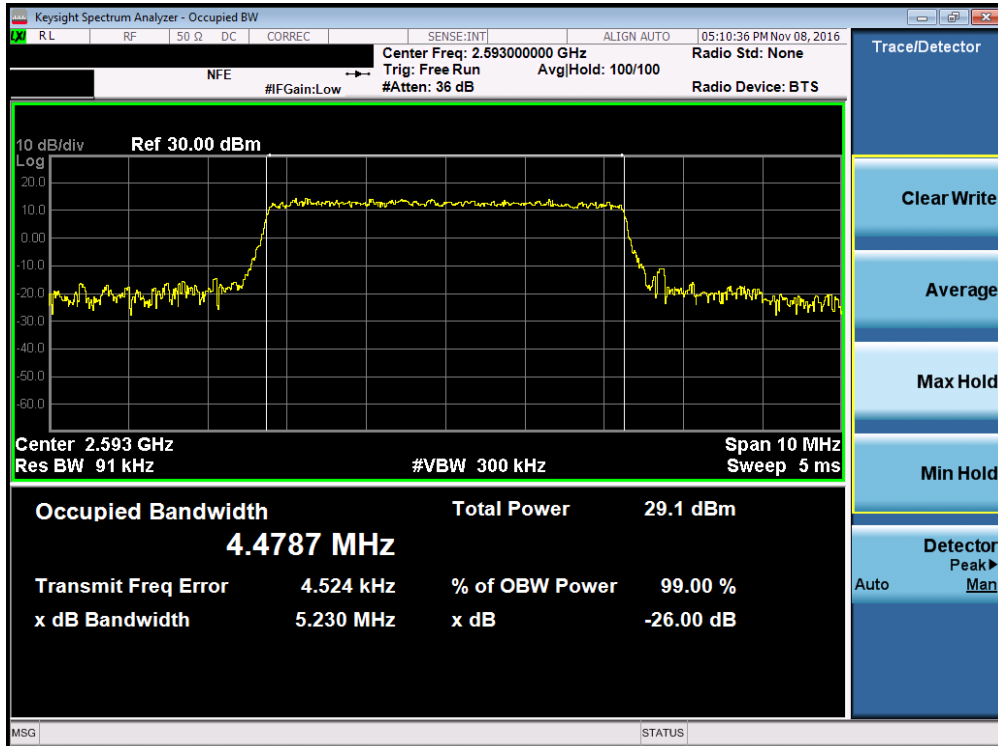 Keysight Spectrum Analyzer - Occupied BW
LXI RL RF 50 Ω DC CORREC SENSE:INT ALIGN AUTO 05:10:36 PM Nov 08, 2016
Center Freq: 2.593000000 GHz Radio Std: None
NFE Trig: Free Run Avg|Hold: 100/100
#IFGain:Low #Atten: 36 dB Radio Device: BTS
10 dB/div Ref 30.00 dBm
Log
20.0
10.0
0.00
-10.0
-20.0
-30.0
-40.0
-50.0
-60.0
Center 2.593 GHz Span 10 MHz
Res BW 91 kHz #VBW 300 kHz Sweep 5 ms
Occupied Bandwidth Total Power 29.1 dBm
4.4787 MHz
Transmit Freq Error 4.524 kHz % of OBW Power 99.00 %
x dB Bandwidth 5.230 MHz x dB -26.00 dB
MSG STATUS
Trace/Detector
Clear Write
Average
Max Hold
Min Hold
Detector
Peak▶
Auto Man